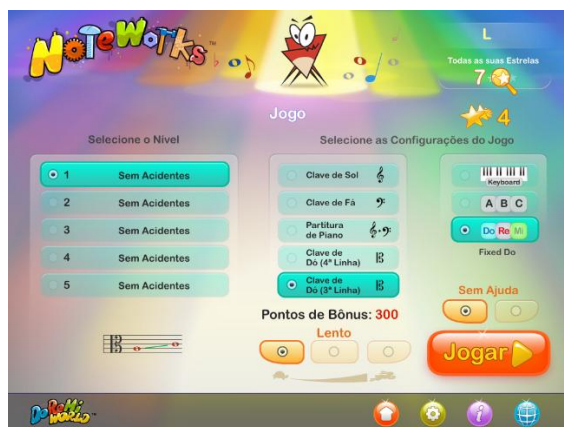 NoteWorks™
L
Todas as suas Estrelas
7
Jogo
4
Selecione o Nivel
Selecione as Configurações do Jogo
1 Sem Acidentes
2 Sem Acidentes
3 Sem Acidentes
4 Sem Acidentes
5 Sem Acidentes
Clave de Sol
Clave de Fá
Partitura
de Piano
Clave de
Dó (4ª Linha)
Clave de
Dó (3ª Linha)
Keyboard
A B C
Do Re Mi
Fixed Do
Pontos de Bônus: 300
Lento
Sem Ajuda
Jogar
DoReMi
WORLD™